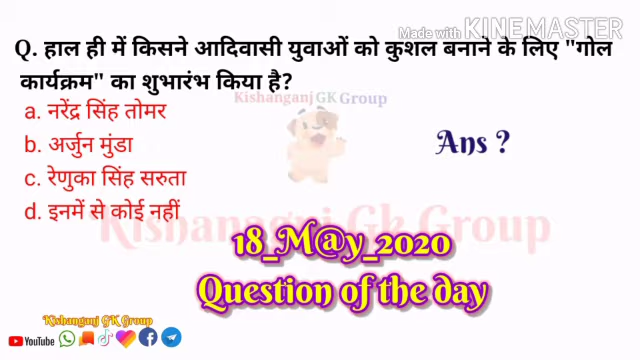 Made with KINEMASTER
Q. हाल ही में किसने आदिवासी युवाओं को कुशल बनाने के लिए "गोल
कार्यक्रम" का शुभारंभ किया है?
Kishanganj GK Group
a. नरेंद्र सिंह तोमर
b. अर्जुन मुंडा
Ans ?
c. रेणुका सिंह सरुता
d. इनमें से कोई नहीं
Kishanganj Gk Group
18_M@y_2020
Question of the day
Kishanganj GK Group
YouTube